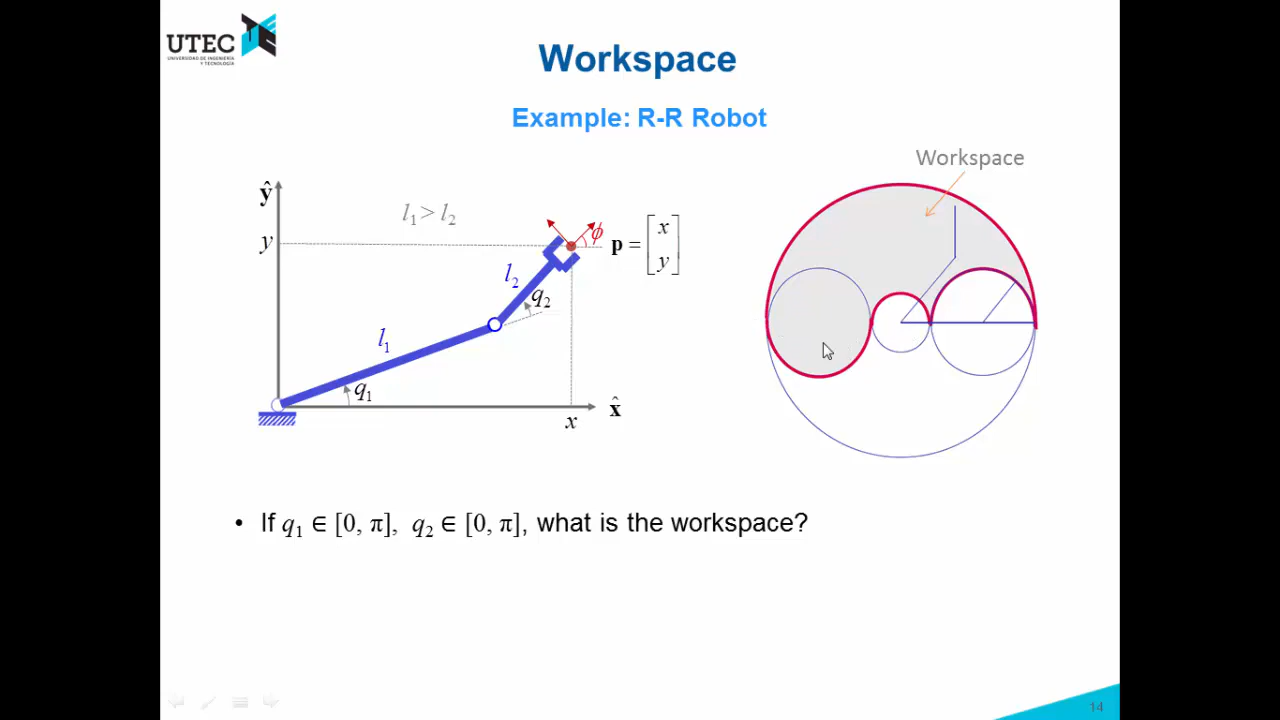 UTEC
UNIVERSIDAD DE INGENIERÍA
Y TECNOLOGÍA
Workspace
Example: R-R Robot
Workspace
ŷ
l₁ > l₂
y
ϕ
p = [x y]
l₂
q₂
l₁
q₁
x̂
x
• If q₁ ∈ [0, π], q₂ ∈ [0, π], what is the workspace?
14